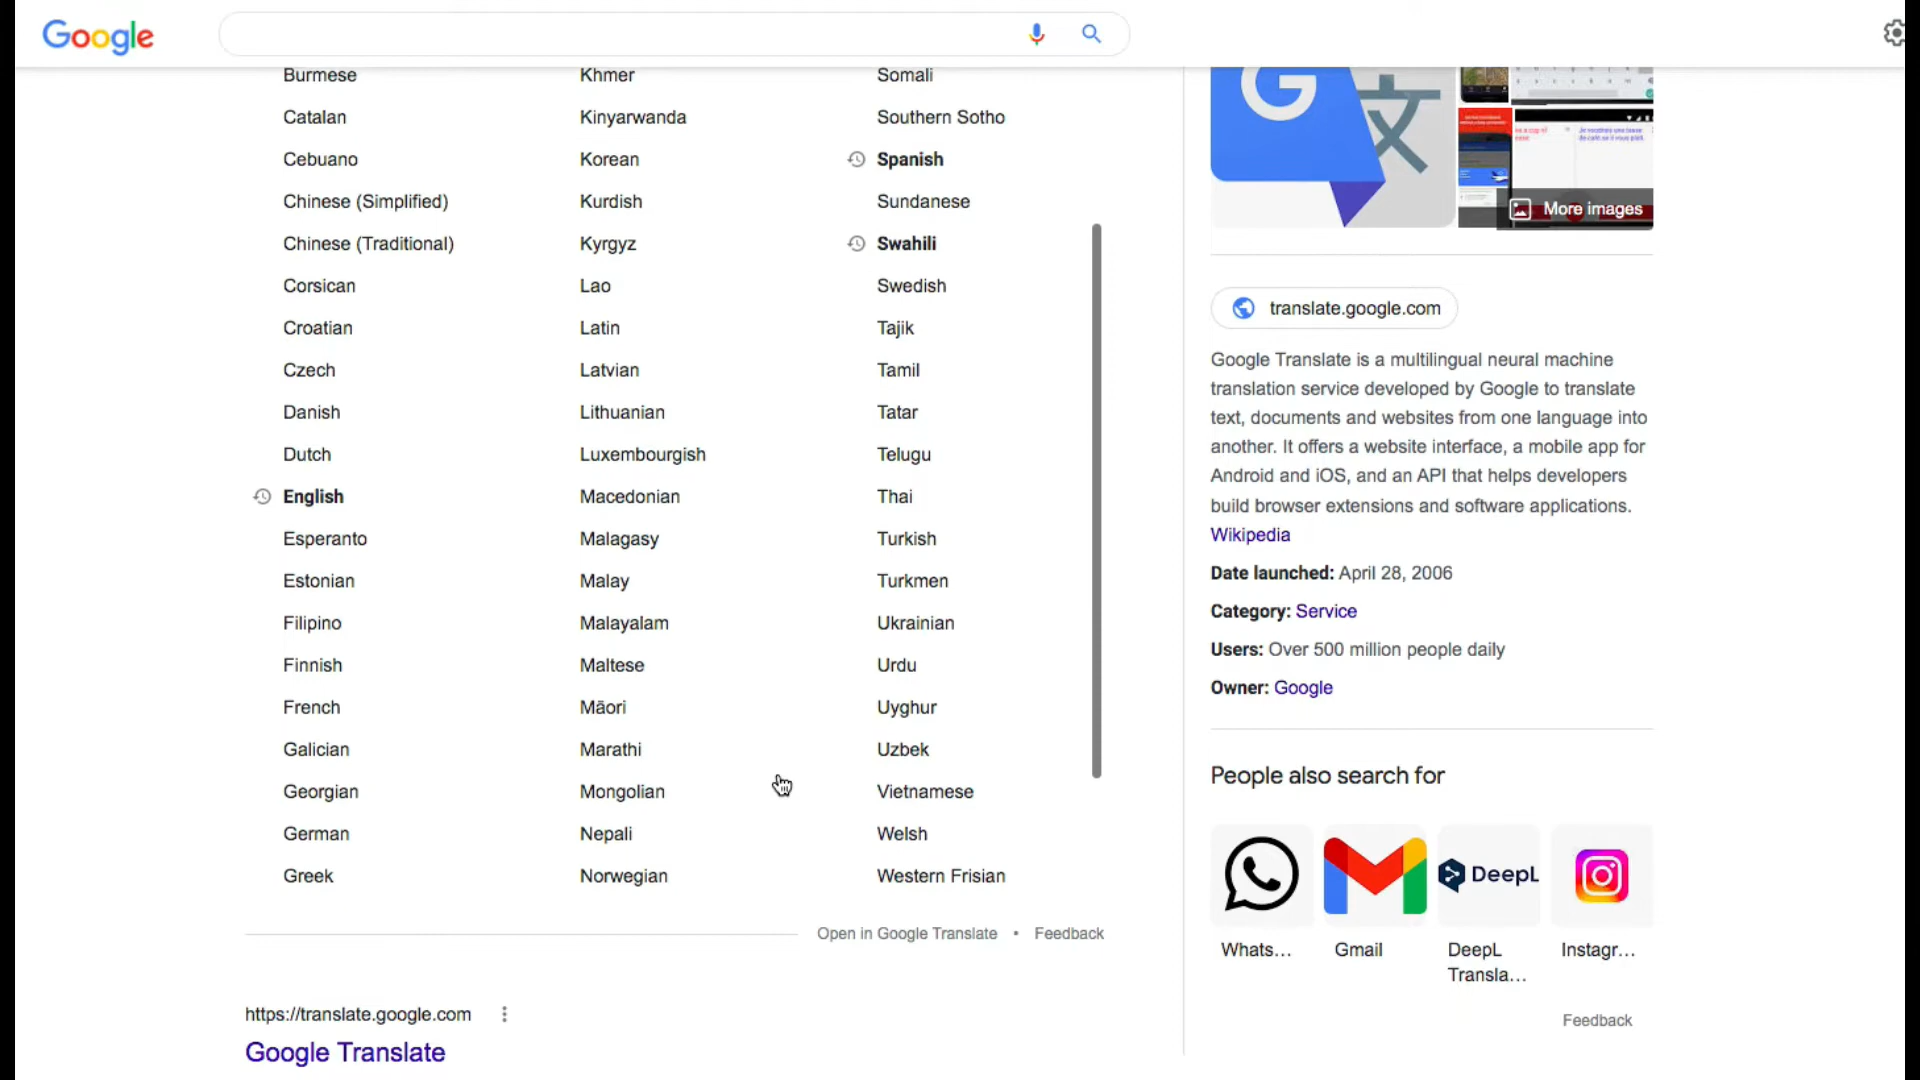 Google
Burmese
Catalan
Cebuano
Chinese (Simplified)
Chinese (Traditional)
Corsican
Croatian
Czech
Danish
Dutch
English
Esperanto
Estonian
Filipino
Finnish
French
Galician
Georgian
German
Greek
Khmer
Kinyarwanda
Korean
Kurdish
Kyrgyz
Lao
Latin
Latvian
Lithuanian
Luxembourgish
Macedonian
Malagasy
Malay
Malayalam
Maltese
Māori
Marathi
Mongolian
Nepali
Norwegian
Somali
Southern Sotho
Spanish
Sundanese
Swahili
Swedish
Tajik
Tamil
Tatar
Telugu
Thai
Turkish
Turkmen
Ukrainian
Urdu
Uyghur
Uzbek
Vietnamese
Welsh
Western Frisian
Open in Google Translate • Feedback
https://translate.google.com
Google Translate
G
文
More images
translate.google.com
Google Translate is a multilingual neural machine
translation service developed by Google to translate
text, documents and websites from one language into
another. It offers a website interface, a mobile app for
Android and iOS, and an API that helps developers
build browser extensions and software applications.
Wikipedia
Date launched: April 28, 2006
Category: Service
Users: Over 500 million people daily
Owner: Google
People also search for
DeepL
Whats...
Gmail
DeepL
Transla...
Instagr...
Feedback